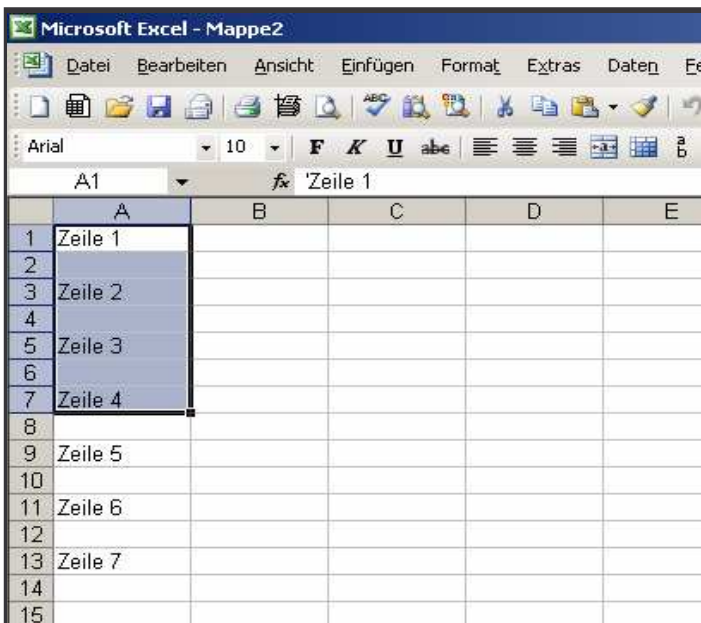 Microsoft Excel - Mappe2
Datei Bearbeiten Ansicht Einfügen Format Extras Daten
Arial 10 F K U abc
A1 fx 'Zeile 1
A B C D E
1 Zeile 1
2
3 Zeile 2
4
5 Zeile 3
6
7 Zeile 4
8
9 Zeile 5
10
11 Zeile 6
12
13 Zeile 7
14
15